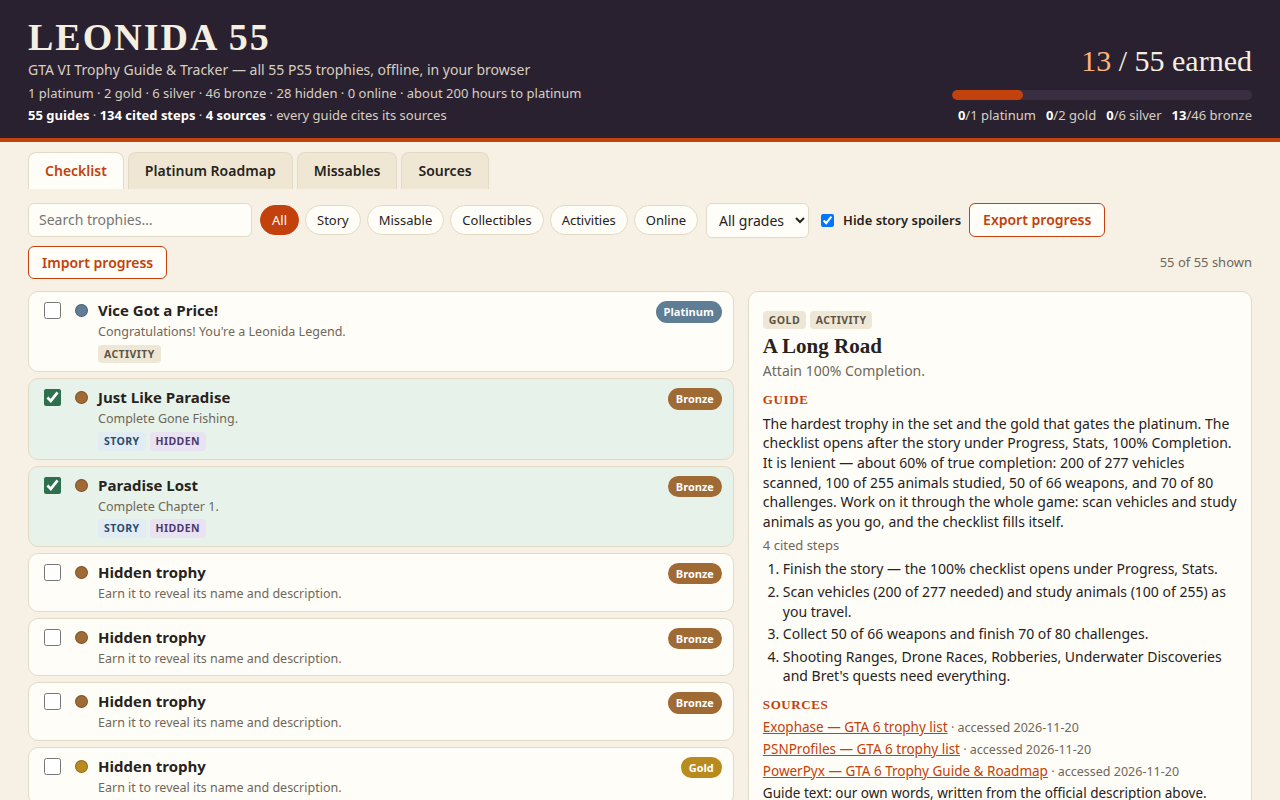 LEONIDA 55
GTA VI Trophy Guide & Tracker — all 55 PS5 trophies, offline, in your browser
1 platinum · 2 gold · 6 silver · 46 bronze · 28 hidden · 0 online · about 200 hours to platinum
55 guides · 134 cited steps · 4 sources · every guide cites its sources
13 / 55 earned
0/1 platinum 0/2 gold 0/6 silver 13/46 bronze
Checklist
Platinum Roadmap
Missables
Sources
Search trophies...
All
Story
Missable
Collectibles
Activities
Online
All grades
Hide story spoilers
Export progress
Import progress
55 of 55 shown
Vice Got a Price!
Platinum
Congratulations! You're a Leonida Legend.
ACTIVITY
Just Like Paradise
Bronze
Complete Gone Fishing.
STORY HIDDEN
Paradise Lost
Bronze
Complete Chapter 1.
STORY HIDDEN
Hidden trophy
Bronze
Earn it to reveal its name and description.
Hidden trophy
Bronze
Earn it to reveal its name and description.
Hidden trophy
Bronze
Earn it to reveal its name and description.
Hidden trophy
Gold
Earn it to reveal its name and description.
GOLD ACTIVITY
A Long Road
Attain 100% Completion.
GUIDE
The hardest trophy in the set and the gold that gates the platinum. The
checklist opens after the story under Progress, Stats, 100% Completion.
It is lenient — about 60% of true completion: 200 of 277 vehicles
scanned, 100 of 255 animals studied, 50 of 66 weapons, and 70 of 80
challenges. Work on it through the whole game: scan vehicles and study
animals as you go, and the checklist fills itself.
4 cited steps
1. Finish the story — the 100% checklist opens under Progress, Stats.
2. Scan vehicles (200 of 277 needed) and study animals (100 of 255) as
you travel.
3. Collect 50 of 66 weapons and finish 70 of 80 challenges.
4. Shooting Ranges, Drone Races, Robberies, Underwater Discoveries
and Bret's quests need everything.
SOURCES
Exophase — GTA 6 trophy list · accessed 2026-11-20
PSNProfiles — GTA 6 trophy list · accessed 2026-11-20
PowerPyx — GTA 6 Trophy Guide & Roadmap · accessed 2026-11-20
Guide text: our own words, written from the official description above.